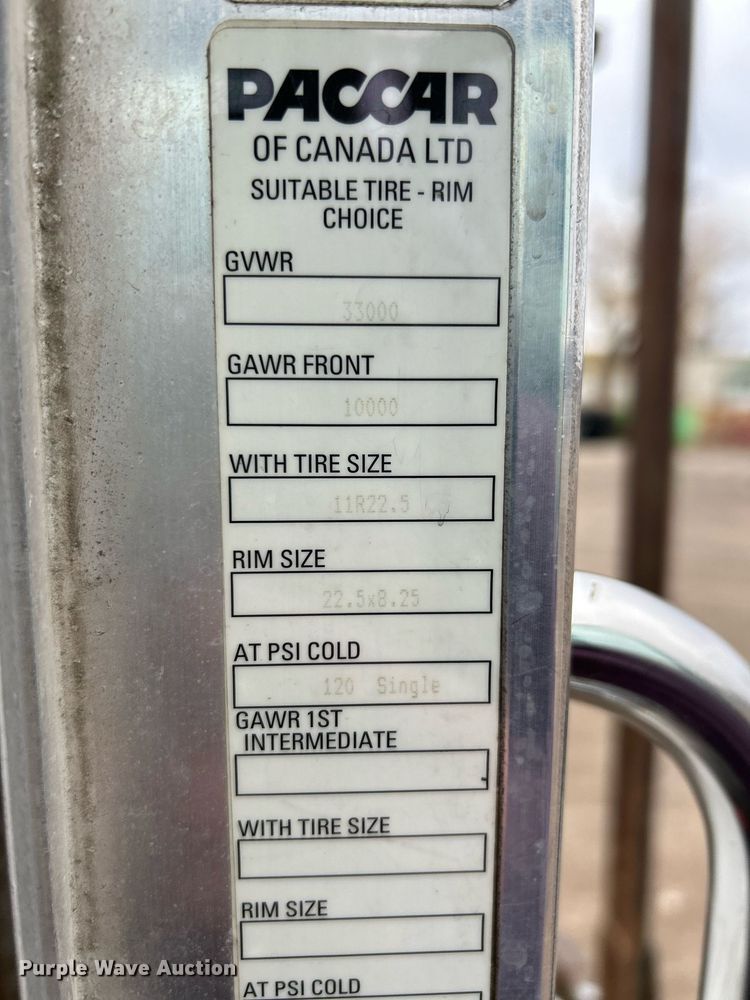 PACCAR
OF CANADA LTD
SUITABLE TIRE - RIM
CHOICE
GVWR
33000
GAWR FRONT
10000
WITH TIRE SIZE
11R22.5
RIM SIZE
22.5x8.25
AT PSI COLD
120 Single
GAWR 1ST
INTERMEDIATE
WITH TIRE SIZE
RIM SIZE
AT PSI COLD
Purple Wave Auction